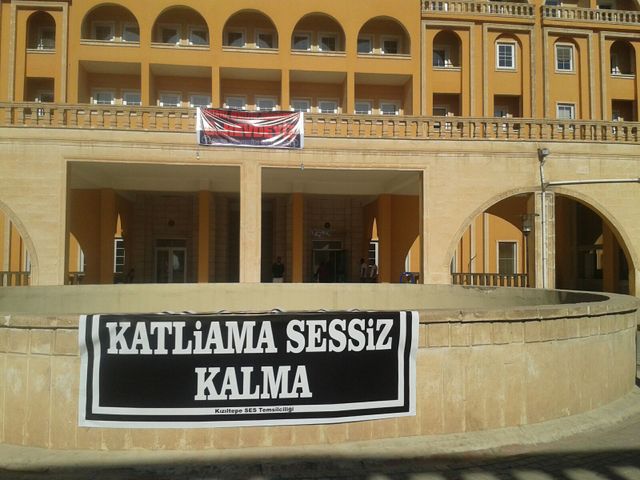 KATLiAMA SESSiZ
KALMA
Kızıltepe SES Temsilciliği